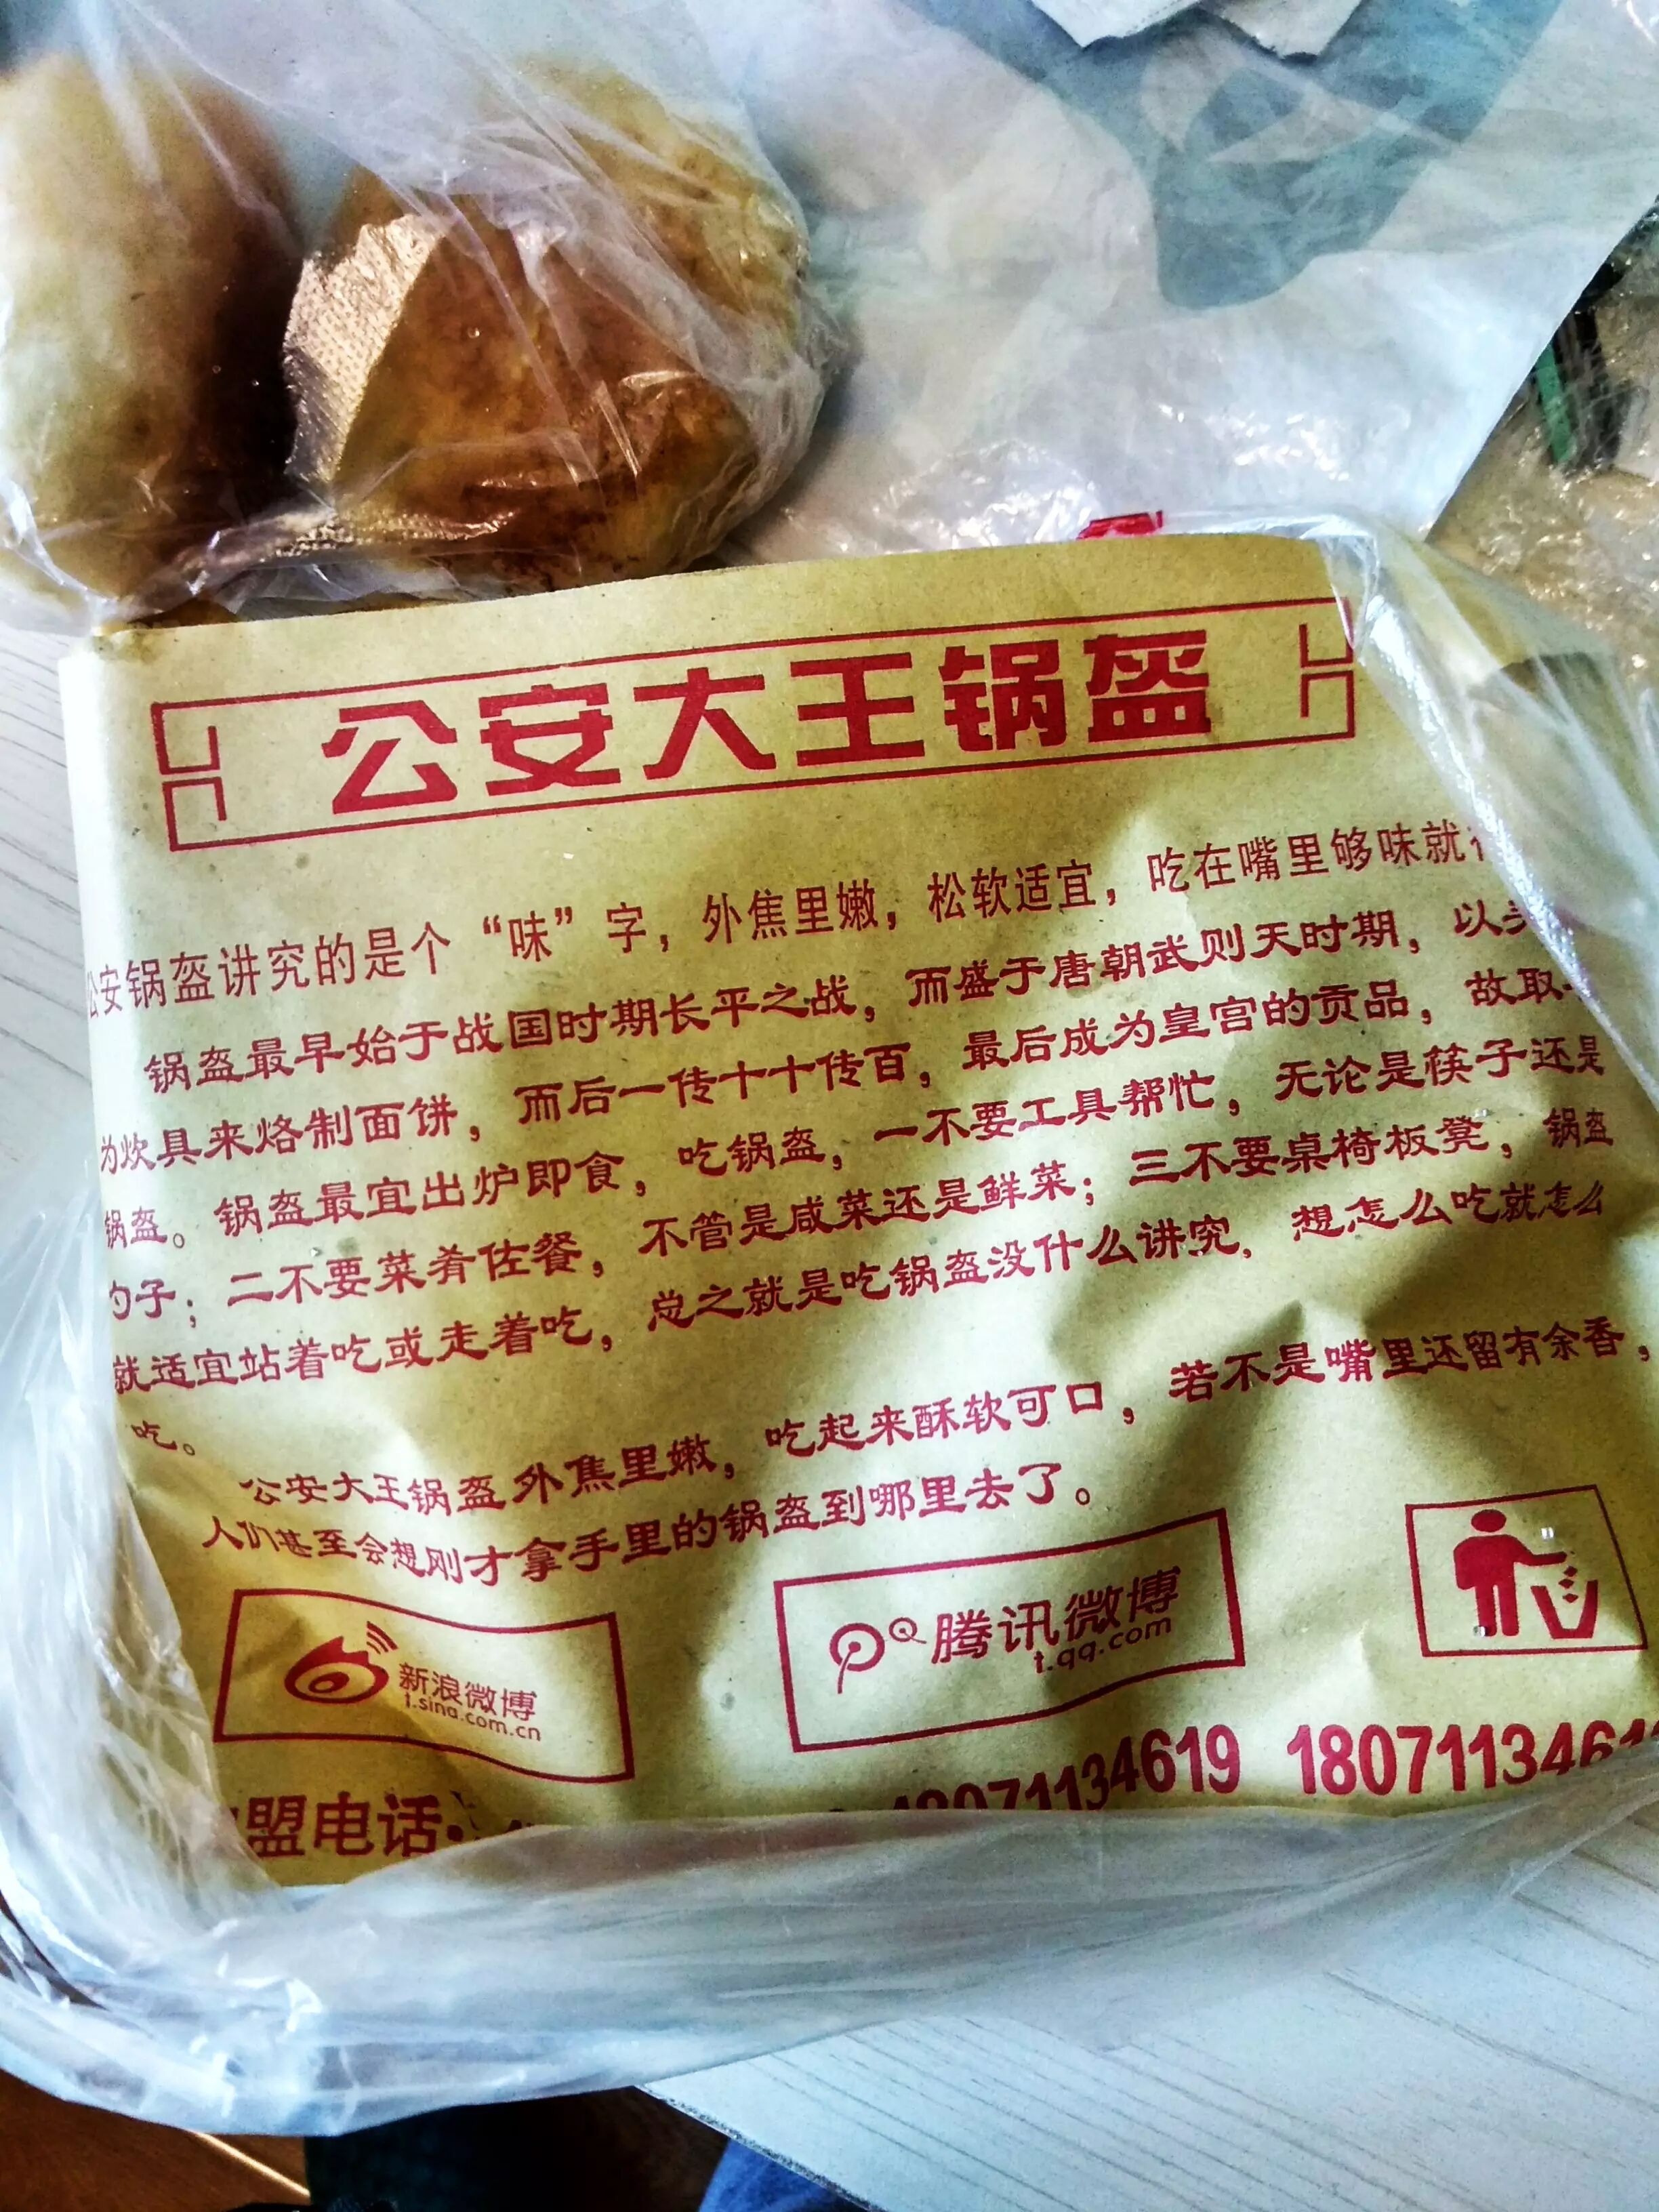 公安大王锅盔
公安锅盔讲究的是个“味”字，外焦里嫩，松软适宜，吃在嘴里够味就
锅盔最早始于战国时期长平之战，而盛于唐朝武则天时期，以
为炊具来烙制面饼，而后一传十十传百，最后成为皇宫的贡品，故取
锅盔。锅盔最宜出炉即食，吃锅盔，一不要工具帮忙，无论是筷子还是
勺子；二不要菜肴佐餐，不管是咸菜还是鲜菜；三不要桌椅板凳，锅盔
就适宜站着吃或走着吃，总之就是吃锅盔没什么讲究，想怎么吃就怎么
吃。
公安大王锅盔外焦里嫩，吃起来酥软可口，若不是嘴里还留有余香，
人们甚至会想刚才拿手里的锅盔到哪里去了。
新浪微博
t.sina.com.cn
腾讯微博
t.qq.com
盟电话: 18071134619 180711346